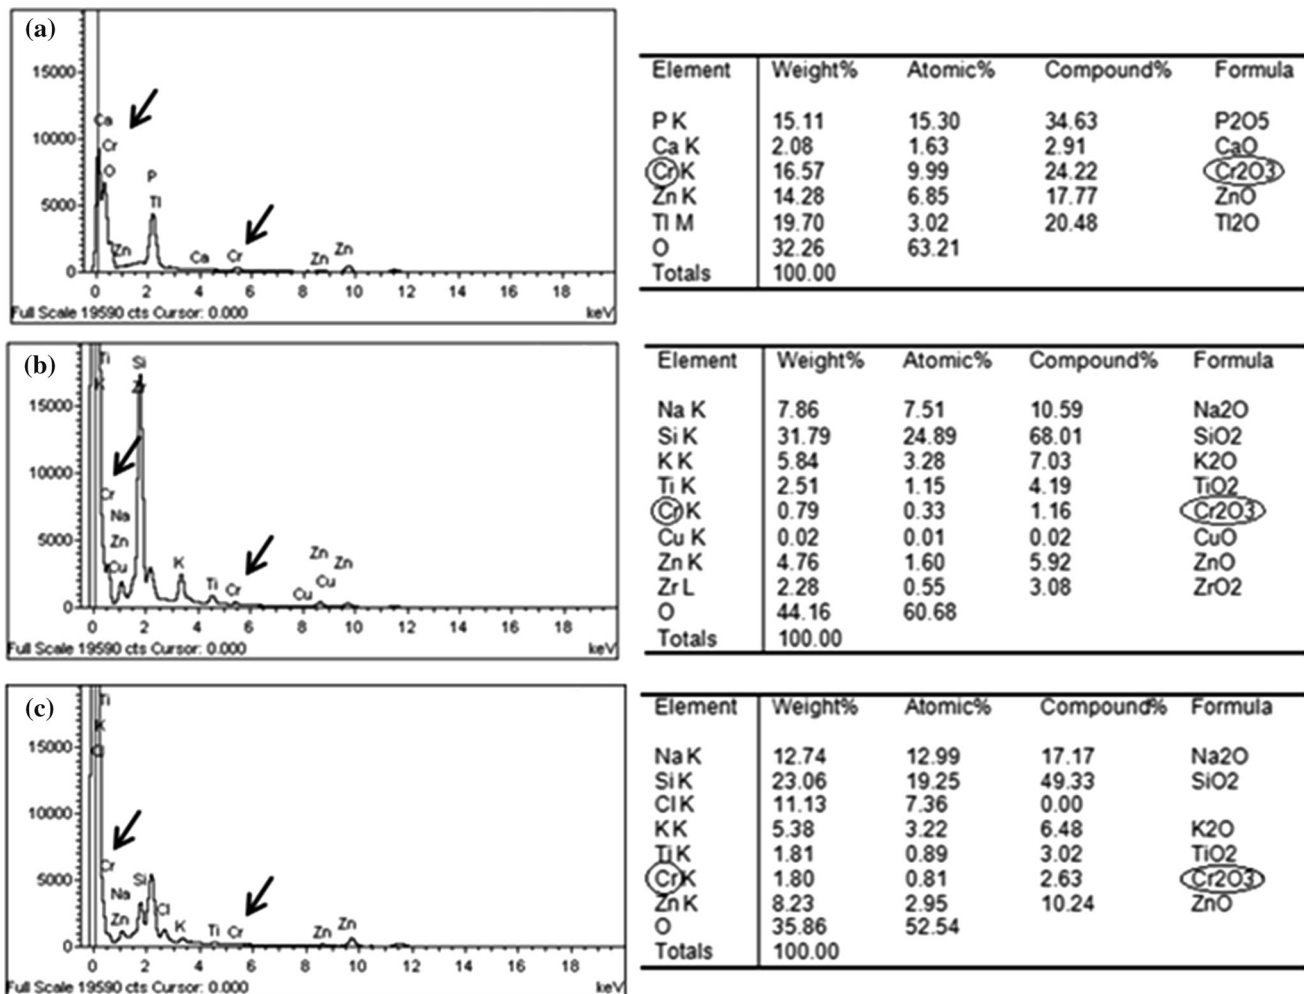 (a)
15000
10000
5000
0
Ca
Cr
O
Zn
P
Tl
Ca
Cr
Zn
Zn
0 2 4 6 8 10 12 14 16 18
Full Scale 19590 cts Cursor: 0.000 keV
Element Weight% Atomic% Compound% Formula
P K 15.11 15.30 34.63 P2O5
Ca K 2.08 1.63 2.91 CaO
Cr K 16.57 9.99 24.22 Cr2O3
Zn K 14.28 6.85 17.77 ZnO
Tl M 19.70 3.02 20.48 Tl2O
O 32.26 63.21
Totals 100.00
(b)
15000
10000
5000
0
Ti
K
Cr
Na
Zn
Cu
Si
Zr
K
Ti
Cr
Cu
Zn
Cu
Zn
0 2 4 6 8 10 12 14 16 18
Full Scale 19590 cts Cursor: 0.000 keV
Element Weight% Atomic% Compound% Formula
Na K 7.86 7.51 10.59 Na2O
Si K 31.79 24.89 68.01 SiO2
K K 5.84 3.28 7.03 K2O
Ti K 2.51 1.15 4.19 TiO2
Cr K 0.79 0.33 1.16 Cr2O3
Cu K 0.02 0.01 0.02 CuO
Zn K 4.76 1.60 5.92 ZnO
Zr L 2.28 0.55 3.08 ZrO2
O 44.16 60.68
Totals 100.00
(c)
15000
10000
5000
0
Ti
K
Cl
Cr
Na
Zn
Si
Cl
K
Ti
Cr
Zn
Zn
0 2 4 6 8 10 12 14 16 18
Full Scale 19590 cts Cursor: 0.000 keV
Element Weight% Atomic% Compound% Formula
Na K 12.74 12.99 17.17 Na2O
Si K 23.06 19.25 49.33 SiO2
Cl K 11.13 7.36 0.00
K K 5.38 3.22 6.48 K2O
Ti K 1.81 0.89 3.02 TiO2
Cr K 1.80 0.81 2.63 Cr2O3
Zn K 8.23 2.95 10.24 ZnO
O 35.86 52.54
Totals 100.00